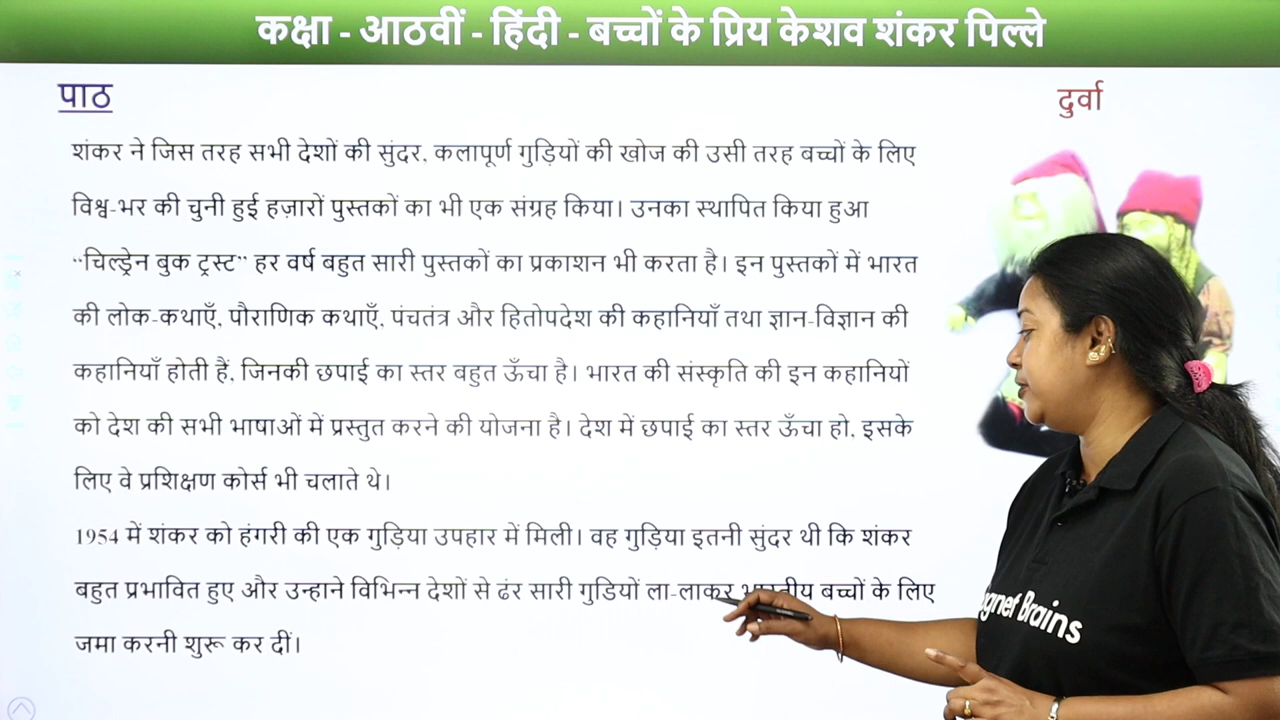 कक्षा - आठवीं - हिंदी - बच्चों के प्रिय केशव शंकर पिल्ले
पाठ
दुर्वा
शंकर ने जिस तरह सभी देशों की सुंदर, कलापूर्ण गुड़ियों की खोज की उसी तरह बच्चों के लिए
विश्व-भर की चुनी हुई हज़ारों पुस्तकों का भी एक संग्रह किया। उनका स्थापित किया हुआ
“चिल्ड्रेन बुक ट्रस्ट” हर वर्ष बहुत सारी पुस्तकों का प्रकाशन भी करता है। इन पुस्तकों में भारत
की लोक-कथाएँ, पौराणिक कथाएँ, पंचतंत्र और हितोपदेश की कहानियाँ तथा ज्ञान-विज्ञान की
कहानियाँ होती हैं, जिनकी छपाई का स्तर बहुत ऊँचा है। भारत की संस्कृति की इन कहानियों
को देश की सभी भाषाओं में प्रस्तुत करने की योजना है। देश में छपाई का स्तर ऊँचा हो, इसके
लिए वे प्रशिक्षण कोर्स भी चलाते थे।
1954 में शंकर को हंगरी की एक गुड़िया उपहार में मिली। वह गुड़िया इतनी सुंदर थी कि शंकर
बहुत प्रभावित हुए और उन्हाने विभिन्न देशों से ढंर सारी गुडियों ला-लाकर भारतीय बच्चों के लिए
जमा करनी शुरू कर दीं।
gnet Brains